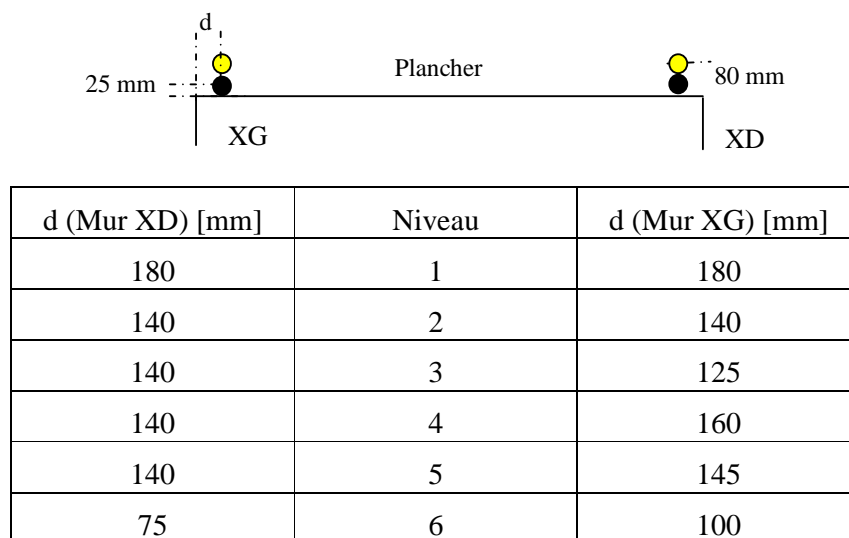 d
Plancher
25 mm
80 mm
XG
XD
d (Mur XD) [mm] Niveau d (Mur XG) [mm]
180 1 180
140 2 140
140 3 125
140 4 160
140 5 145
75 6 100